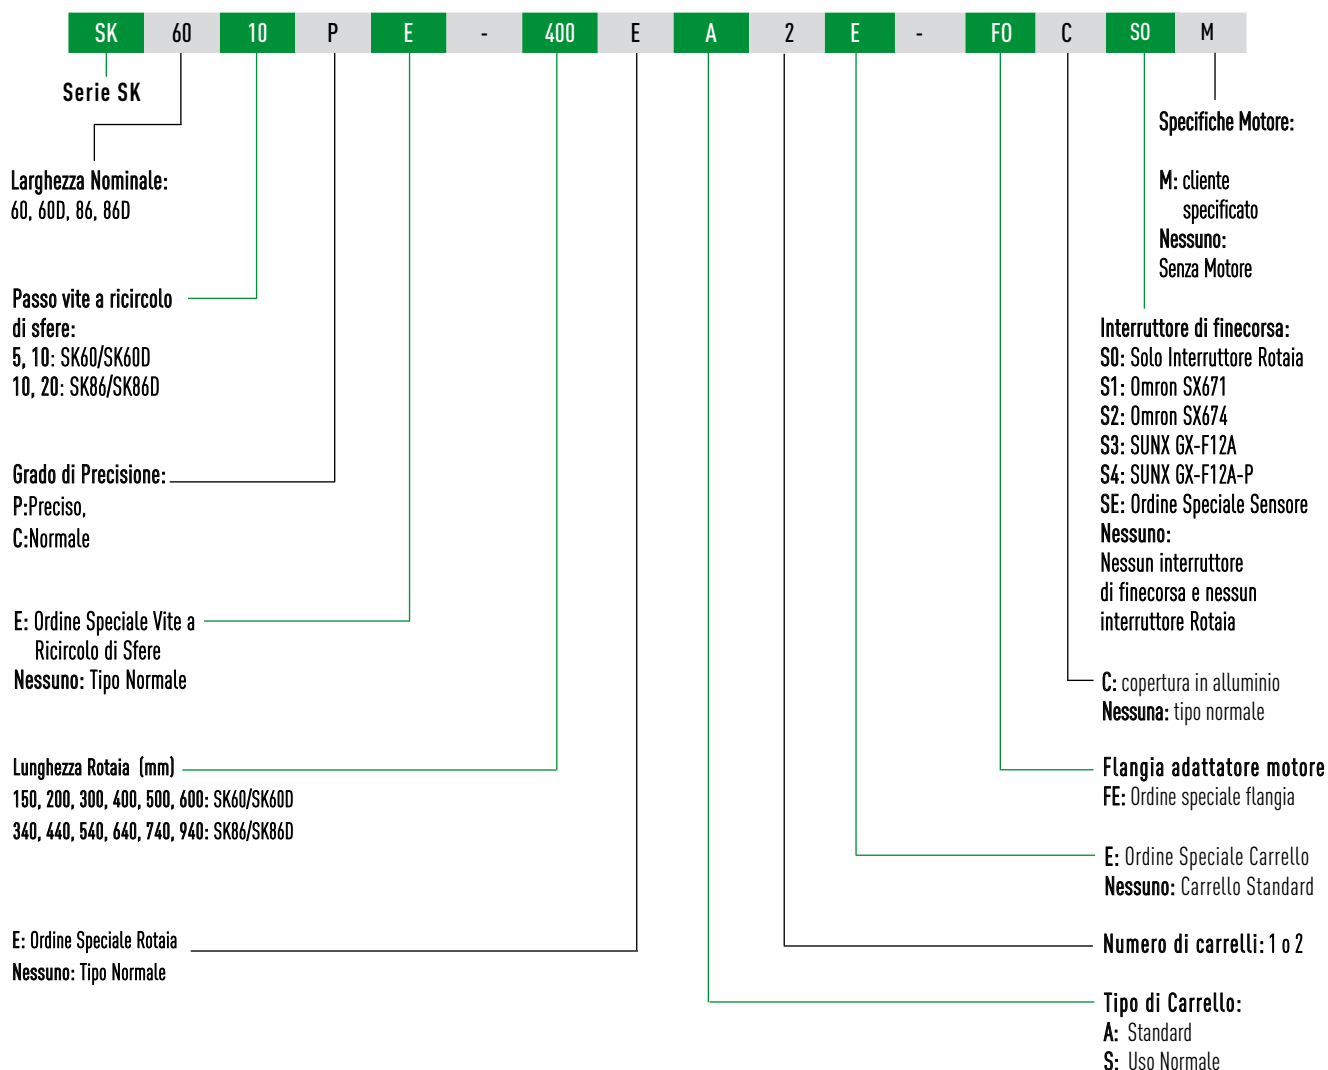 SK 60 10 P E - 400 E A 2 E - F0 C S0 M
Serie SK
Larghezza Nominale:
60, 60D, 86, 86D
Passo vite a ricircolo
di sfere:
5, 10: SK60/SK60D
10, 20: SK86/SK86D
Grado di Precisione:
P:Preciso,
C:Normale
E: Ordine Speciale Vite a
Ricircolo di Sfere
Nessuno: Tipo Normale
Lunghezza Rotaia (mm)
150, 200, 300, 400, 500, 600: SK60/SK60D
340, 440, 540, 640, 740, 940: SK86/SK86D
E: Ordine Speciale Rotaia
Nessuno: Tipo Normale
Specifiche Motore:
M: cliente
specificato
Nessuno:
Senza Motore
Interruttore di finecorsa:
S0: Solo Interruttore Rotaia
S1: Omron SX671
S2: Omron SX674
S3: SUNX GX-F12A
S4: SUNX GX-F12A-P
SE: Ordine Speciale Sensore
Nessuno:
Nessun interruttore
di finecorsa e nessun
interruttore Rotaia
C: copertura in alluminio
Nessuna: tipo normale
Flangia adattatore motore
FE: Ordine speciale flangia
E: Ordine Speciale Carrello
Nessuno: Carrello Standard
Numero di carrelli: 1 o 2
Tipo di Carrello:
A: Standard
S: Uso Normale